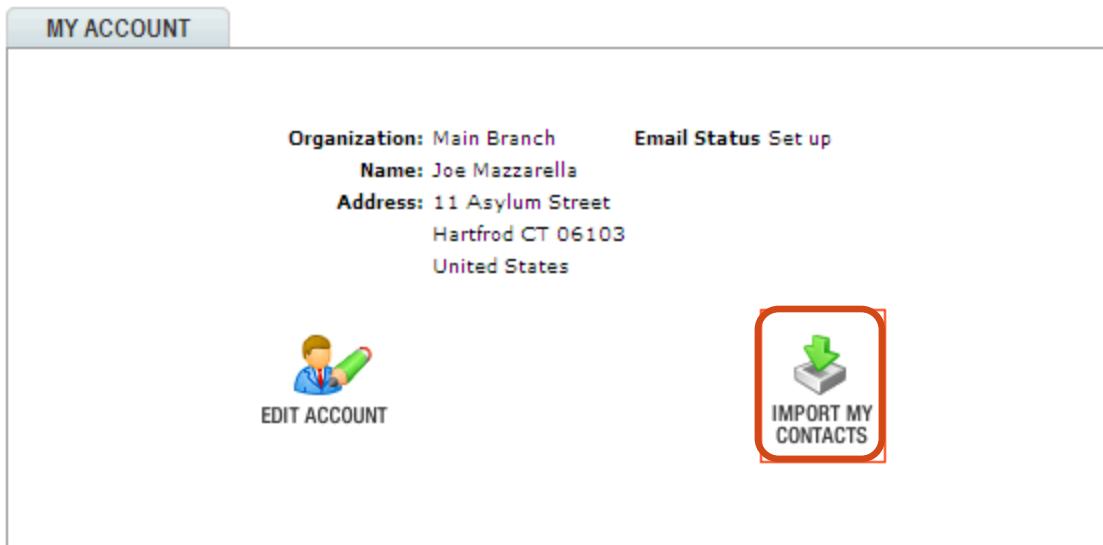 MY ACCOUNT
Organization: Main Branch Email Status Set up
Name: Joe Mazzarella
Address: 11 Asylum Street
Hartfrod CT 06103
United States
EDIT ACCOUNT
IMPORT MY
CONTACTS